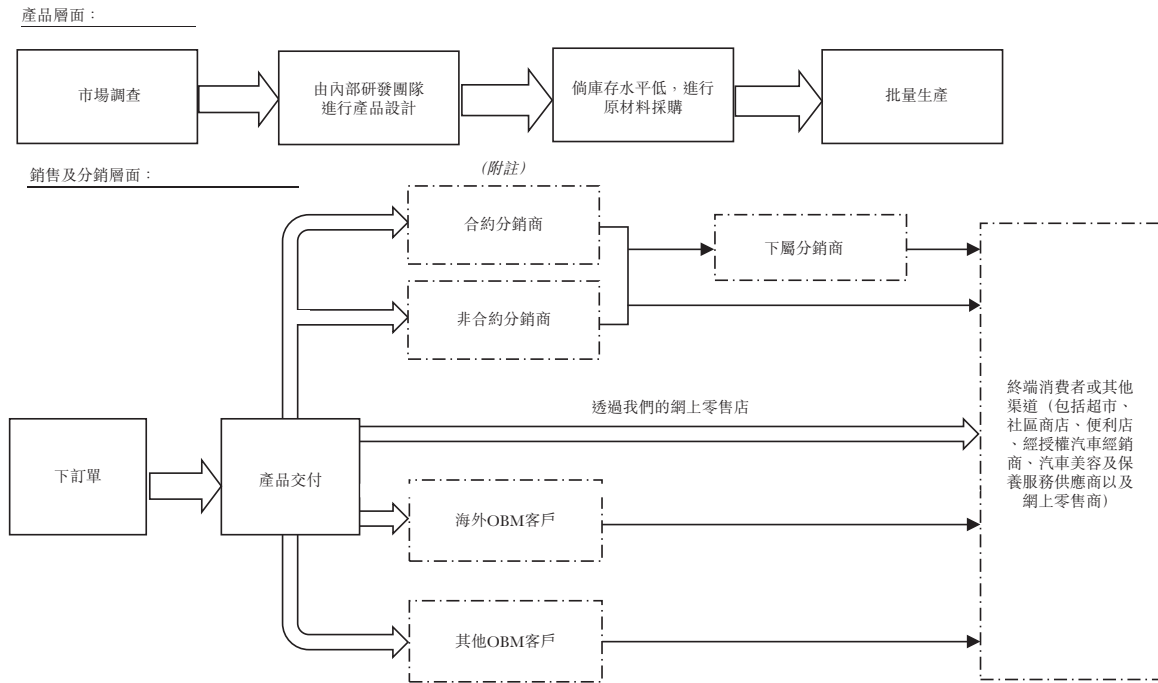 產品層面：
市場調查
由內部研發團隊
進行產品設計
倘庫存水平低，進行
原材料採購
批量生產
銷售及分銷層面：
(附註)
合約分銷商
下屬分銷商
非合約分銷商
透過我們的網上零售店
下訂單
產品交付
海外OBM客戶
其他OBM客戶
終端消費者或其他
渠道（包括超市、
社區商店、便利店
、經授權汽車經銷
商、汽車美容及保
養服務供應商以及
網上零售商）